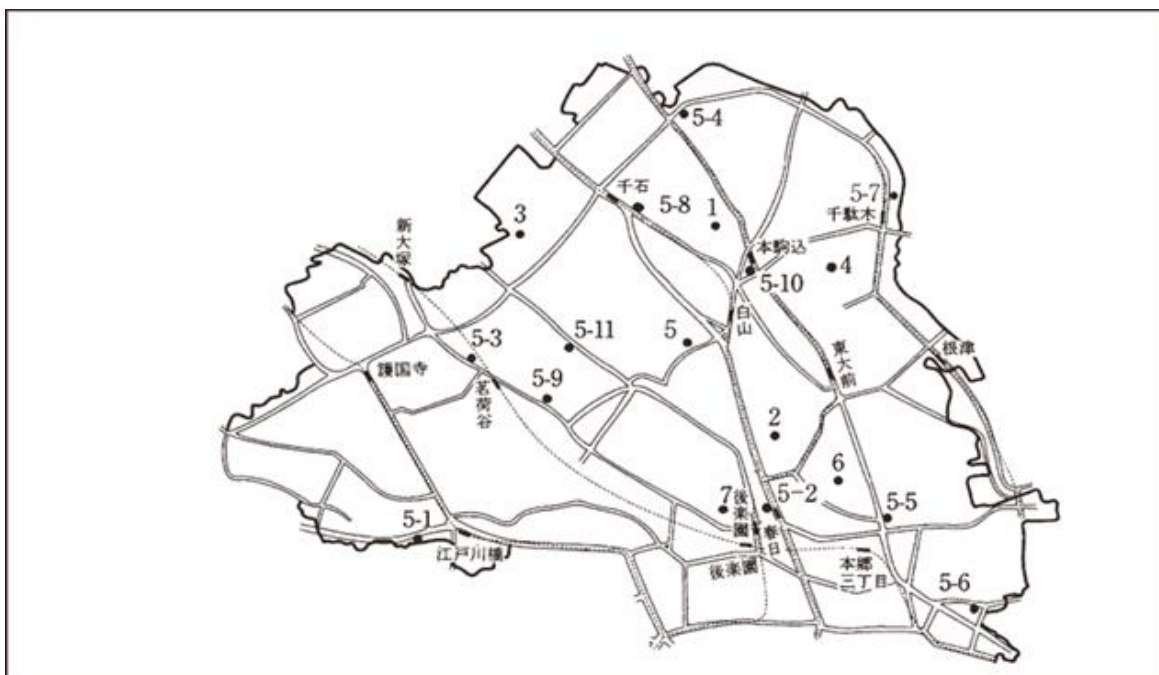 5-4
千石
5-8
1
5-7
千駄木
3
新大塚
本駒込
5-10
4
白山
5-3
5-11
5
東大前
根津
護国寺
茗荷谷
5-9
2
6
7
後楽園
5-2
春日
5-5
5-1
江戸川橋
後楽園
本郷
三丁目
5-6